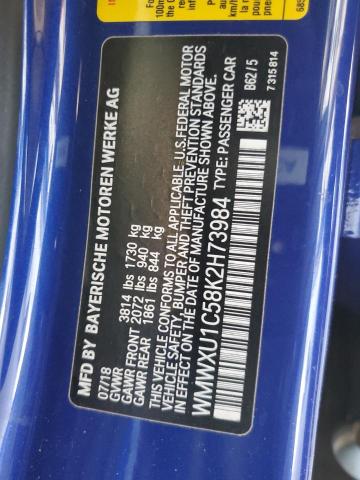 MFD BY BAYERISCHE MOTOREN WERKE AG
07/18
GVWR 3814 lbs 1730 kg
GAWR FRONT 2072 lbs 940 kg
GAWR REAR 1861 lbs 844 kg
THIS VEHICLE CONFORMS TO ALL APPLICABLE U.S. FEDERAL MOTOR
VEHICLE SAFETY, BUMPER AND THEFT PREVENTION STANDARDS
IN EFFECT ON THE DATE OF MANUFACTURE SHOWN ABOVE.
WMWXU1C58K2H73984 TYPE: PASSENGER CAR
B62/5
7315814